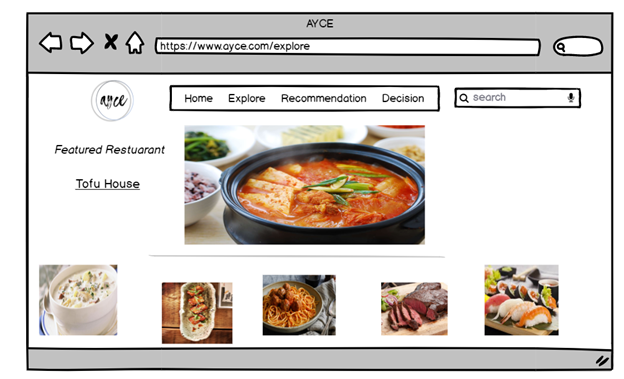 AYCE
https://www.ayce.com/explore
ayce
Home Explore Recommendation Decision
search
Featured Restuarant
Tofu House